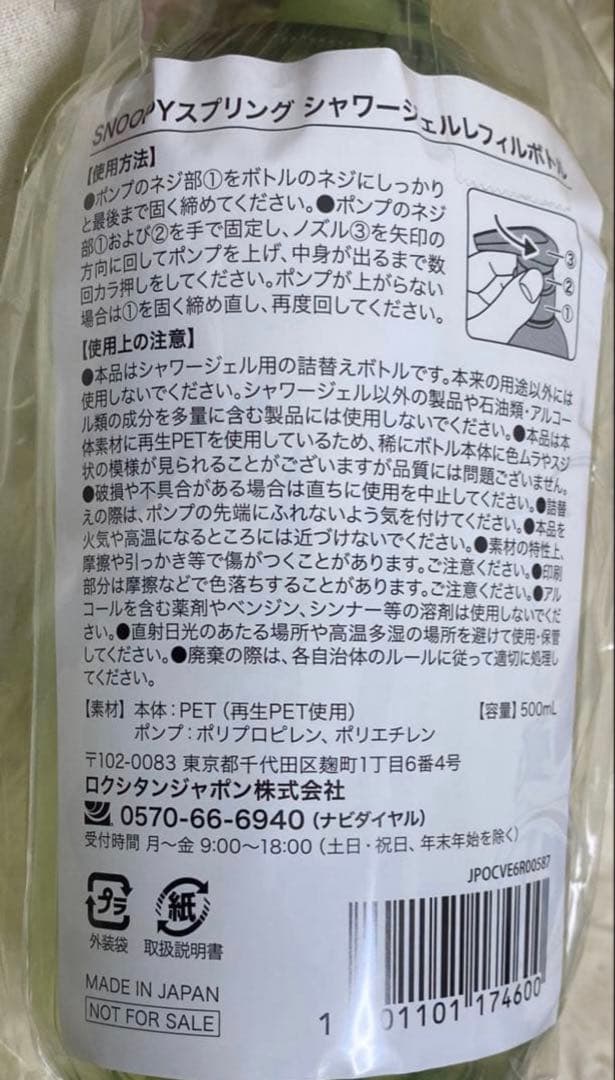 SNOOPYスプリング シャワージェルレフィルボトル
【使用方法】
●ポンプのネジ部①をボトルのネジにしっかり
と最後まで固く締めてください。●ポンプのネジ
部①および②を手で固定し、ノズル③を矢印の
方向に回してポンプを上げ、中身が出るまで数
回カラ押しをしてください。ポンプが上がらない
場合は①を固く締め直し、再度回してください。
③
②
①
【使用上の注意】
●本品はシャワージェル用の詰替えボトルです。本来の用途以外には
使用しないでください。シャワージェル以外の製品や石油類・アルコー
ル類の成分を多量に含む製品には使用しないでください。●本品は本
体素材に再生PETを使用しているため、稀にボトル本体に色ムラやスジ
状の模様が見られることがございますが品質には問題ございません。
●破損や不具合がある場合は直ちに使用を中止してください。●詰替
えの際は、ポンプの先端にふれないよう気を付けてください。●本品を
火気や高温になるところには近づけないでください。●素材の特性上、
摩擦や引っかき等で傷がつくことがあります。ご注意ください。●印刷
部分は摩擦などで色落ちすることがあります。ご注意ください。●アル
コールを含む薬剤やベンジン、シンナー等の溶剤は使用しないでくだ
さい。●直射日光のあたる場所や高温多湿の場所を避けて使用・保管
してください。●廃棄の際は、各自治体のルールに従って適切に処理し
てください。
【素材】 本体：PET（再生PET使用） 【容量】500mL
ポンプ：ポリプロピレン、ポリエチレン
〒102-0083 東京都千代田区麹町1丁目6番4号
ロクシタンジャポン株式会社
0570-66-6940（ナビダイヤル）
受付時間 月～金 9:00～18:00（土日・祝日、年末年始を除く）
JPOCVE6R00587
プラ 紙
外装袋 取扱説明書
MADE IN JAPAN
NOT FOR SALE
1 01101 174600